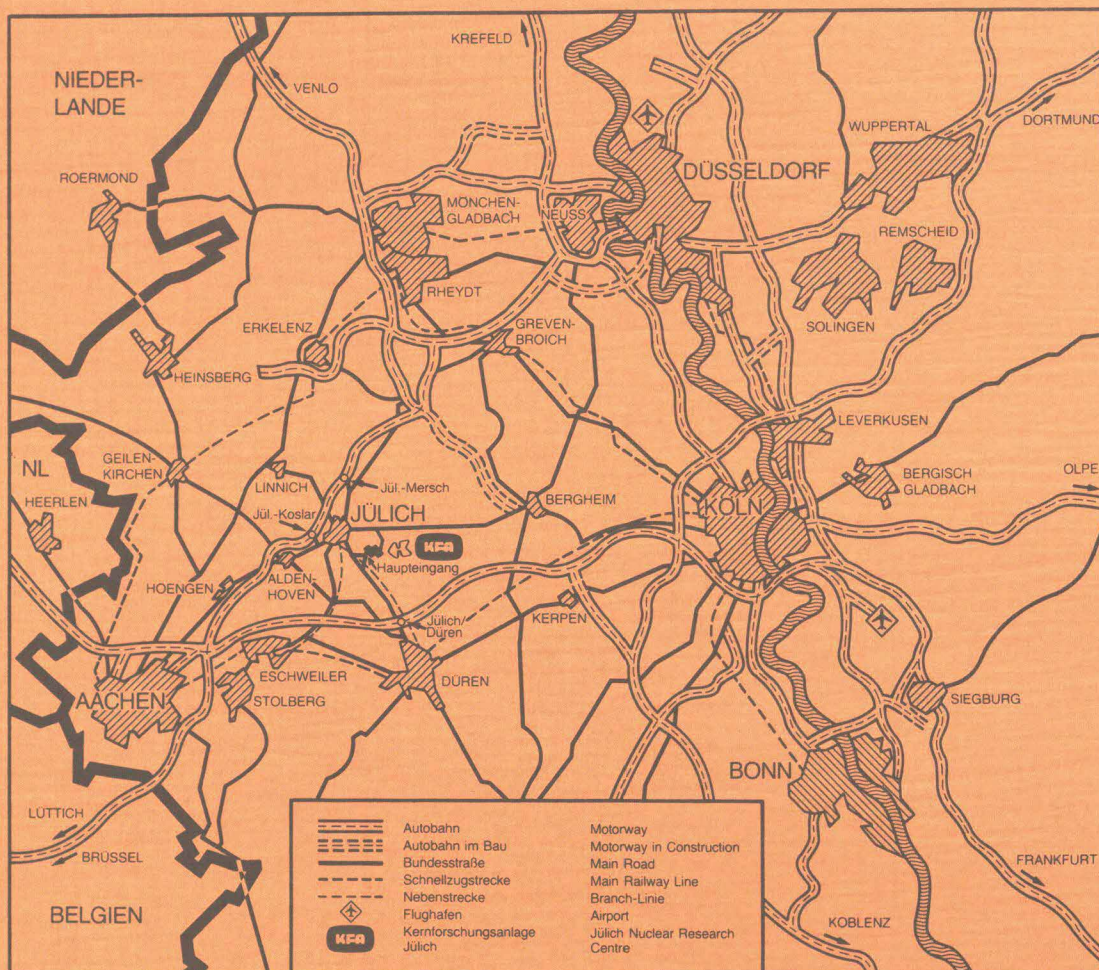 KREFELD
NIEDER-
LANDE
VENLO
DORTMUND
WUPPERTAL
ROERMOND
DÜSSELDORF
MÖNCHEN-
GLADBACH
NEUSS
REMSCHEID
RHEYDT
ERKELENZ
GREVEN-
BROICH
SOLINGEN
HEINSBERG
LEVERKUSEN
GEILEN-
KIRCHEN
NL
HEERLEN
LINNICH
Jül.-Mersch
BERGHEIM
BERGISCH
GLADBACH
OLPE
KÖLN
Jül.-Koslar
JÜLICH
KFA
Haupteingang
ALDEN-
HOVEN
HOENGEN
KERPEN
Jülich/
Düren
ESCHWEILER
DÜREN
AACHEN
STOLBERG
SIEGBURG
BONN
LÜTTICH
BRÜSSEL
FRANKFURT
BELGIEN
KOBLENZ
Autobahn Motorway
Autobahn im Bau Motorway in Construction
Bundesstraße Main Road
Schnellzugstrecke Main Railway Line
Nebenstrecke Branch-Linie
Flughafen Airport
KFA Kernforschungsanlage Jülich Nuclear Research
Jülich Centre